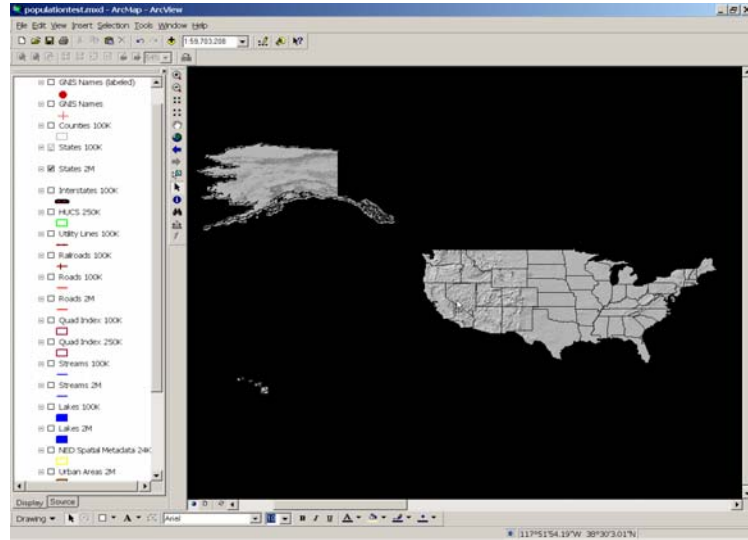 populationtest.mxd - ArcMap - ArcView
File Edit View Insert Selection Tools Window Help
1:59,703,208
GNIS Names (labeled)
GNIS Names
Counties 100K
States 100K
States 2M
Interstates 100K
HUCS 250K
Utility Lines 100K
Railroads 100K
Roads 100K
Roads 2M
Quad Index 100K
Quad Index 250K
Streams 100K
Streams 2M
Lakes 100K
Lakes 2M
NED Spatial Metadata 24K
Urban Areas 2M
Display Source
Drawing A Arial 10 B I U A
117°51'54.19"W 38°30'3.01"N